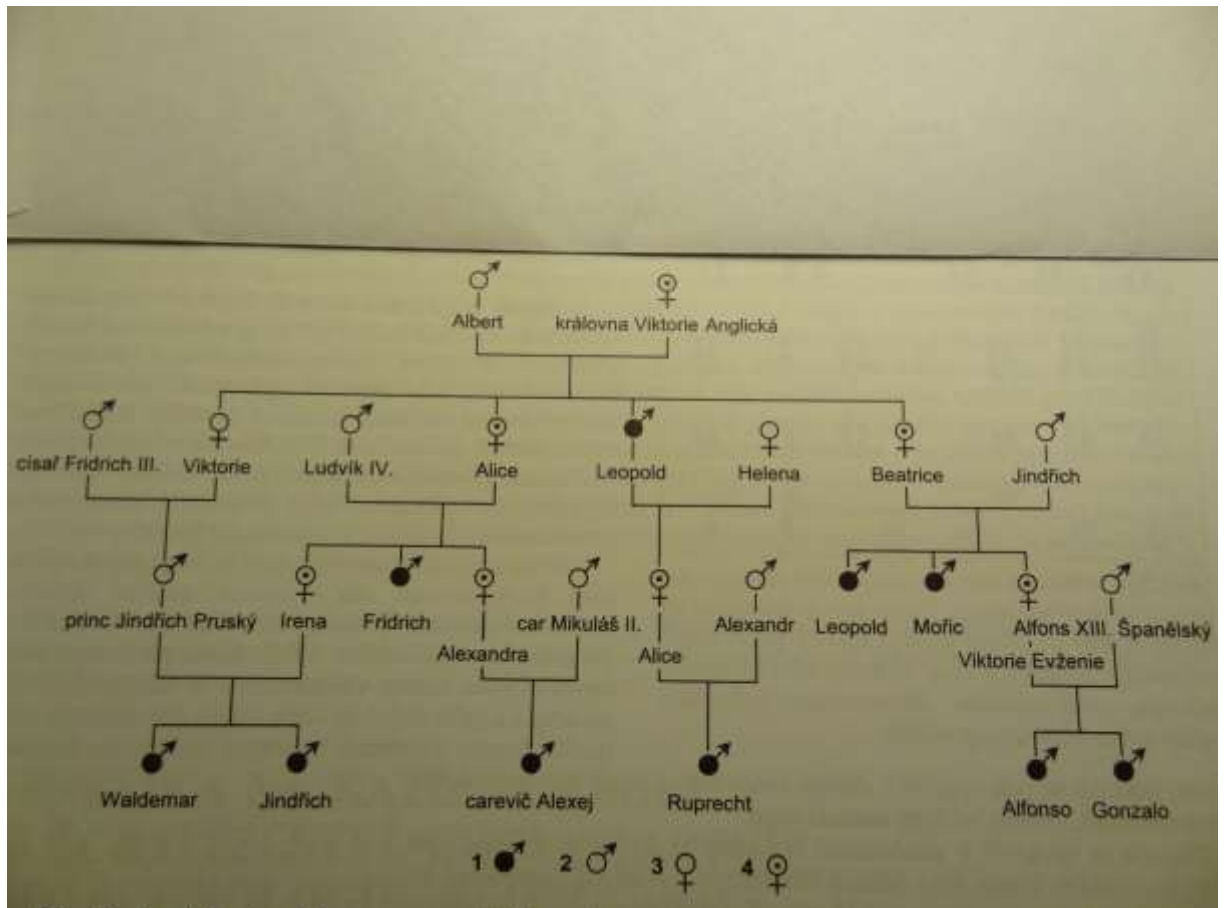 Albert královna Viktorie Anglická
císař Fridrich III. Viktorie Ludvík IV. Alice Leopold Helena Beatrice Jindřich
princ Jindřich Pruský Irena Fridrich car Mikuláš II. Alexandr Leopold Mořic Alfons XIII. Španělský
Alexandra Alice Viktorie Evženie
Waldemar Jindřich carevič Alexej Ruprecht Alfonso Gonzalo
1 2 3 4